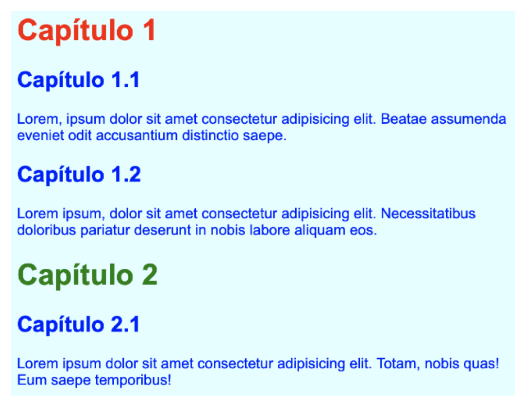 Capítulo 1
Capítulo 1.1
Lorem, ipsum dolor sit amet consectetur adipisicing elit. Beatae assumenda
eveniet odit accusantium distinctio saepe.
Capítulo 1.2
Lorem ipsum, dolor sit amet consectetur adipisicing elit. Necessitatibus
doloribus pariatur deserunt in nobis labore aliquam eos.
Capítulo 2
Capítulo 2.1
Lorem ipsum dolor sit amet consectetur adipisicing elit. Totam, nobis quas!
Eum saepe temporibus!